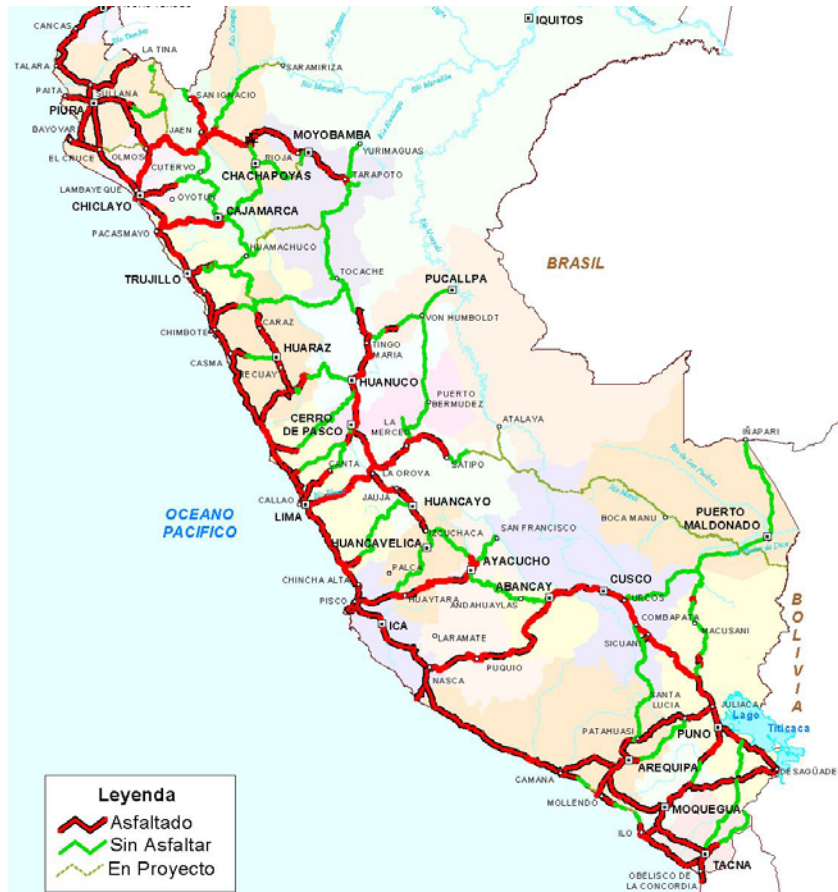 CANCAS
IQUITOS
LA TINA
TALARA
SARAMIRIZA
PAITA
SULLANA
SAN IGNACIO
PIURA
BAYOVAR
JAEN
MOYOBAMBA
YURIMAGUAS
EL CRUCE
OLMOS
CUTERVO
RIOJA
CHACHAPOYAS
TARAPOTO
LAMBAYEQUE
OYOTUN
CHICLAYO
CAJAMARCA
PACASMAYO
HUAMACHUCO
BRASIL
TRUJILLO
TOCACHE
PUCALLPA
VON HUMBOLDT
CARAZ
CHIMBOTE
TINGO
MARIA
HUARAZ
CASMA
RECUAY
HUANUCO
PUERTO
BERMUDEZ
LA
MERCED
ATALAYA
CERRO
DE PASCO
IÑAPARI
CANTA
SATIPO
LA OROYA
CALLAO
JAUJA
LIMA
HUANCAYO
OCEANO
PACIFICO
BOCA MANU
PUERTO
MALDONADO
SAN FRANCISCO
IZCUCHACA
HUANCAVELICA
PALCA
AYACUCHO
CHINCHA ALTA
ABANCAY
CUSCO
PISCO
HUAYTARA
ANDAHUAYLAS
URCOS
COMBAPATA
MACUSANI
BOLIVIA
ICA
LARAMATE
SICUANI
PUQUIO
NASCA
SANTA
LUCIA
JULIACA
Lago
Titicaca
PATAHUASI
PUNO
AREQUIPA
DESAGÜADE
CAMANA
MOLLENDO
MOQUEGUA
ILO
TACNA
OBELISCO DE
LA CONCORDIA
Leyenda
Asfaltado
Sin Asfaltar
En Proyecto